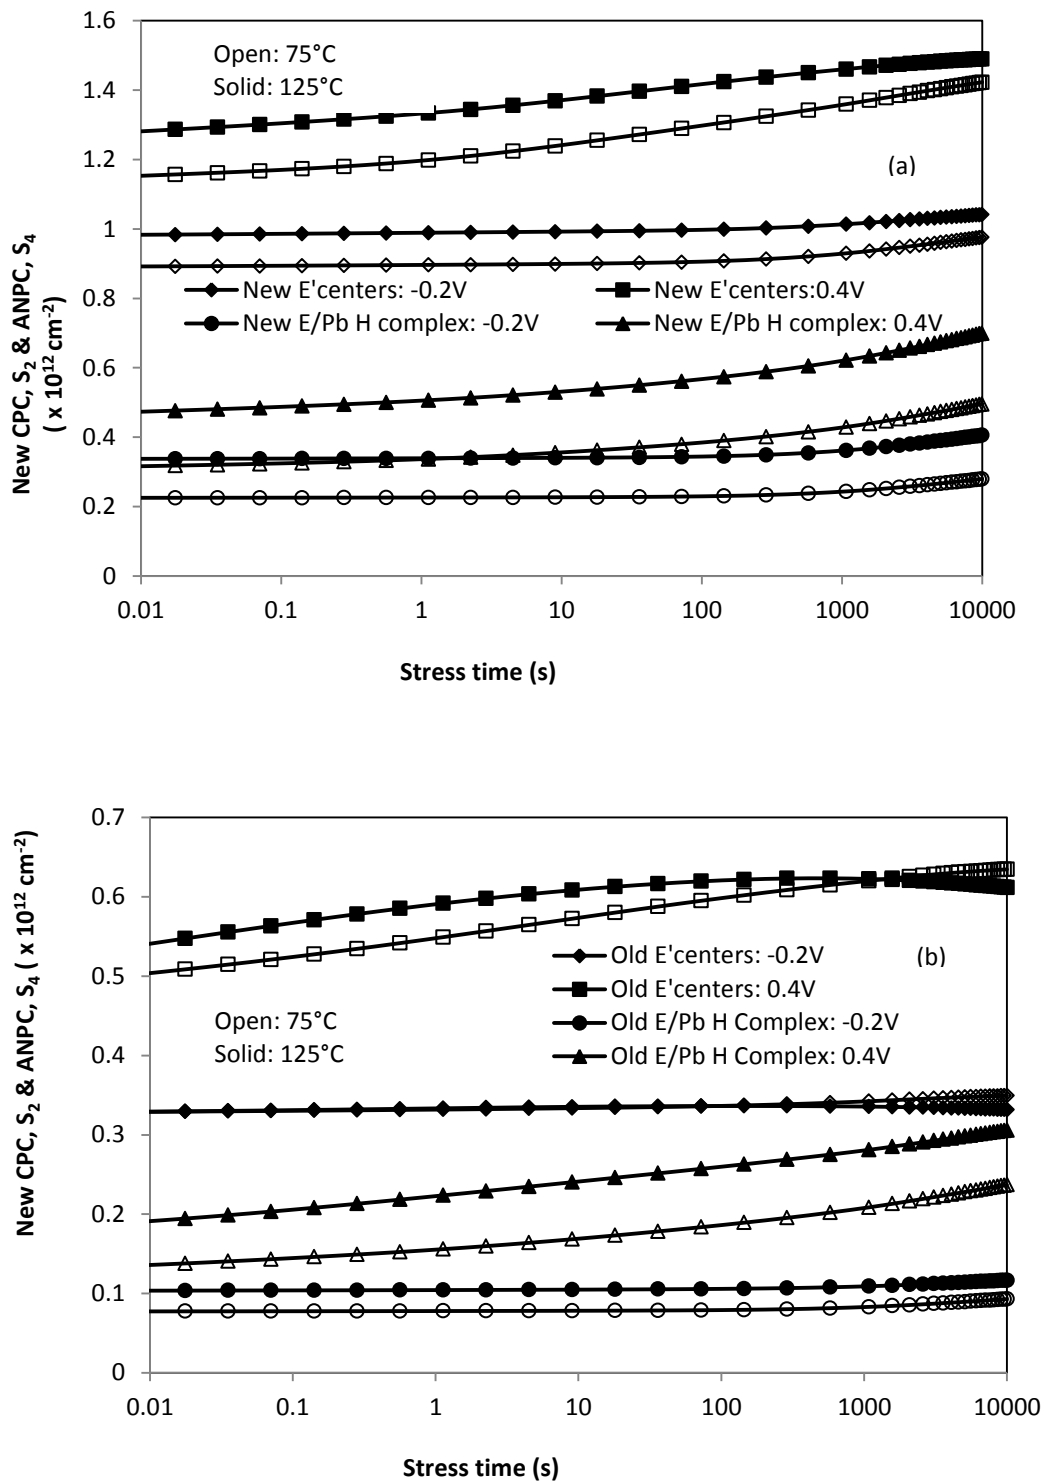 1.6
Open: 75°C
Solid: 125°C
1.4
1.2
(a)
1
0.8
New E'centers: -0.2V
New E'centers:0.4V
New E/Pb H complex: -0.2V
New E/Pb H complex: 0.4V
0.6
0.4
0.2
0
New CPC, S2 & ANPC, S4
( x 10¹² cm⁻²)
0.01 0.1 1 10 100 1000 10000
Stress time (s)
0.7
0.6
0.5
Old E'centers: -0.2V
(b)
Old E'centers: 0.4V
Open: 75°C
Old E/Pb H Complex: -0.2V
Solid: 125°C
Old E/Pb H Complex: 0.4V
0.4
0.3
0.2
0.1
0
New CPC, S2 & ANPC, S4 ( x 10¹² cm⁻²)
0.01 0.1 1 10 100 1000 10000
Stress time (s)